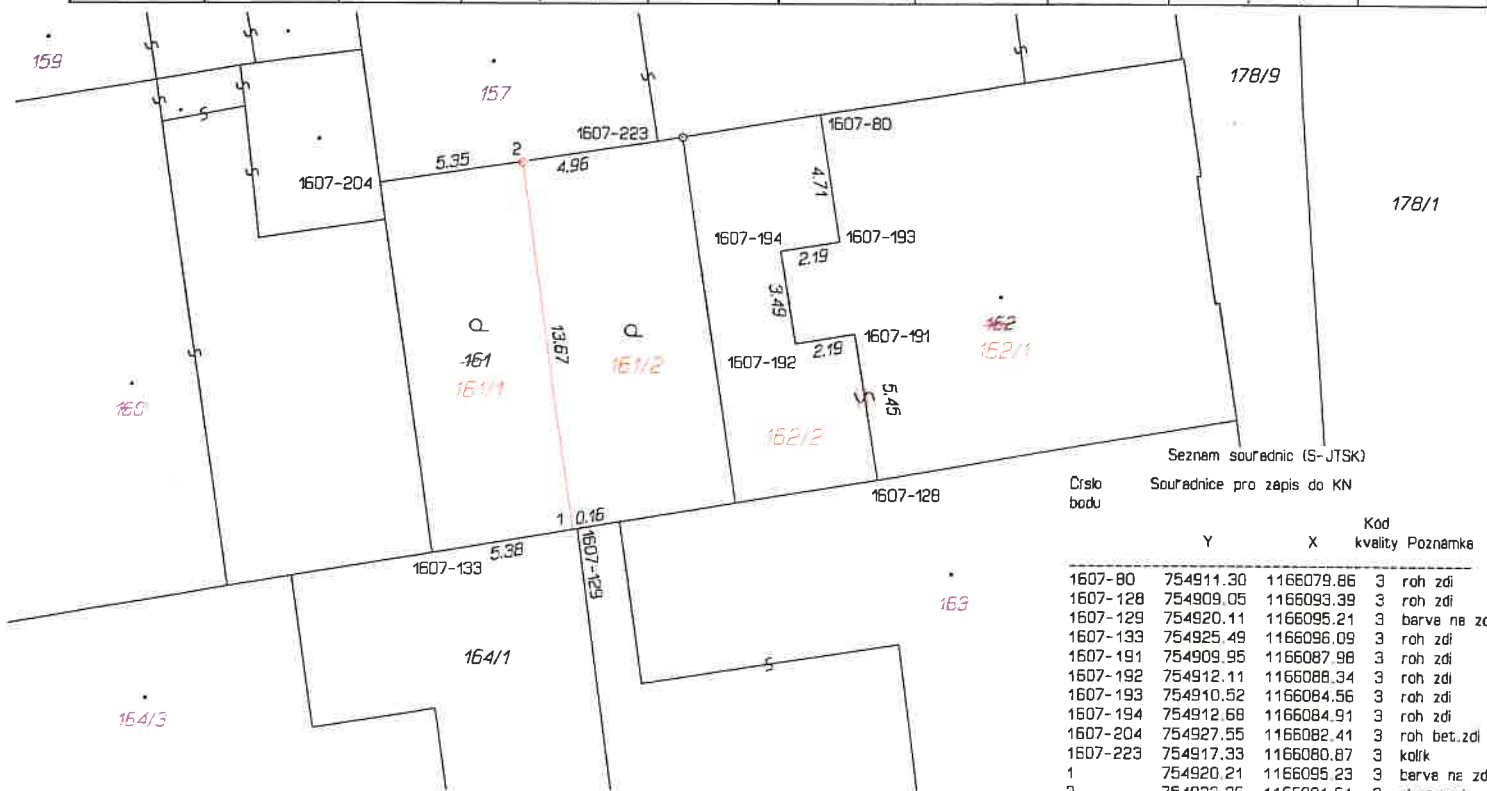 159
157
178/9
1607-223
1607-80
2
5.35
4.96
1607-204
4.71
178/1
1607-194
1607-193
2.19
3.49
161
161/1
13.67
161/2
1607-191
162
162/1
1607-192
2.19
160
5.45
162/2
1607-128
1 0.16
5.38
1607-133
1607-129
163
164/1
164/3
Seznam souřadnic (S-JTSK)
Číslo bodu
Souřadnice pro zápis do KN
Y X Kód kvality Poznámka
1607-80 754911.30 1166079.86 3 roh zdi
1607-128 754909.05 1166093.39 3 roh zdi
1607-129 754920.11 1166095.21 3 barva na zd
1607-133 754925.49 1166096.09 3 roh zdi
1607-191 754909.95 1166087.98 3 roh zdi
1607-192 754912.11 1166088.34 3 roh zdi
1607-193 754910.52 1166084.56 3 roh zdi
1607-194 754912.68 1166084.91 3 roh zdi
1607-204 754927.55 1166082.41 3 roh bet.zdi
1607-223 754917.33 1166080.87 3 kolík
1 754920.21 1166095.23 3 barva na zd